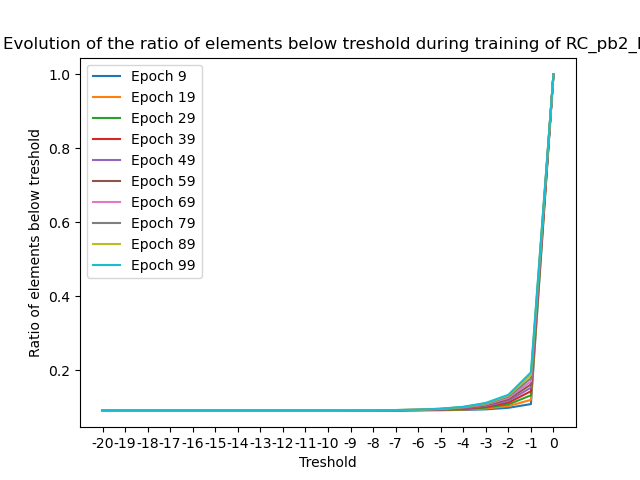 Evolution of the ratio of elements below treshold during training of RC_pb2_
1.0
0.8
0.6
0.4
0.2
Ratio of elements below treshold
Epoch 9
Epoch 19
Epoch 29
Epoch 39
Epoch 49
Epoch 59
Epoch 69
Epoch 79
Epoch 89
Epoch 99
-20 -19 -18 -17 -16 -15 -14 -13 -12 -11 -10 -9 -8 -7 -6 -5 -4 -3 -2 -1 0
Treshold